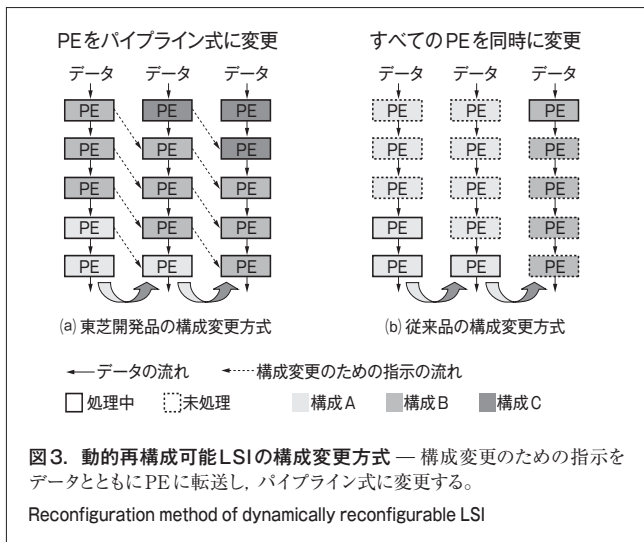 PEをパイプライン式に変更
すべてのPEを同時に変更
データ データ データ
データ データ データ
PE PE PE
PE PE PE
PE PE PE
PE PE PE
PE PE PE
PE PE PE
PE PE PE
PE PE PE
PE PE PE
PE PE PE
(a) 東芝開発品の構成変更方式
(b) 従来品の構成変更方式
データの流れ
構成変更のための指示の流れ
処理中 未処理 構成A 構成B 構成C
図3. 動的再構成可能LSIの構成変更方式 — 構成変更のための指示を
データとともにPEに転送し,パイプライン式に変更する。
Reconfiguration method of dynamically reconfigurable LSI